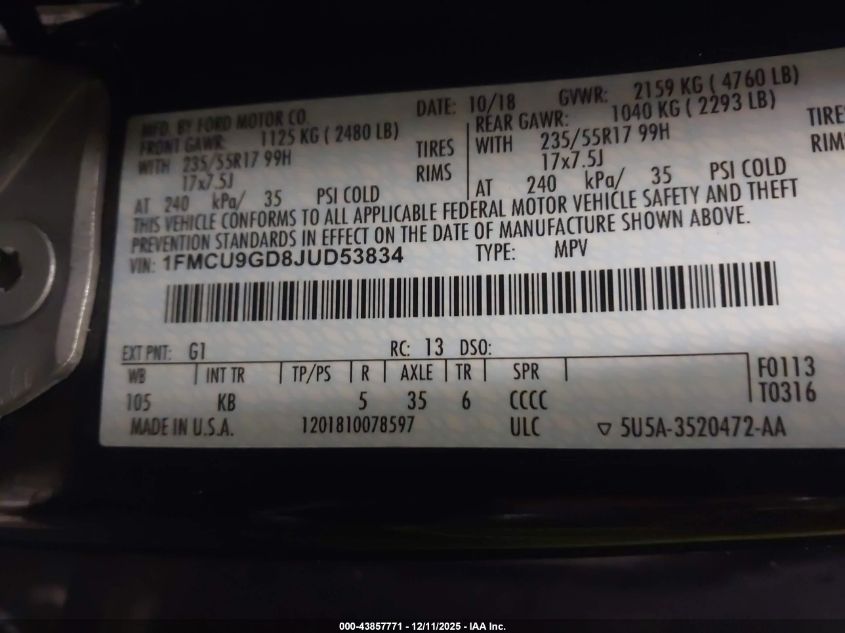 MFD. BY FORD MOTOR CO. DATE: 10/18 GVWR: 2159 KG ( 4760 LB)
FRONT GAWR: 1125 KG ( 2480 LB) REAR GAWR: 1040 KG ( 2293 LB)
WITH 235/55R17 99H TIRES WITH 235/55R17 99H TIRES
17x7.5J RIMS 17x7.5J RIMS
AT 240 kPa/ 35 PSI COLD AT 240 kPa/ 35 PSI COLD
THIS VEHICLE CONFORMS TO ALL APPLICABLE FEDERAL MOTOR VEHICLE SAFETY AND THEFT
PREVENTION STANDARDS IN EFFECT ON THE DATE OF MANUFACTURE SHOWN ABOVE.
VIN: 1FMCU9GD8JUD53834 TYPE: MPV
EXT PNT: G1 RC: 13 DSO:
WB INT TR TP/PS R AXLE TR SPR F0113
105 KB 5 35 6 CCCC T0316
MADE IN U.S.A. 1201810078597 ULC ▽ 5U5A-3520472-AA
000-43857771 - 12/11/2025 - IAA Inc.